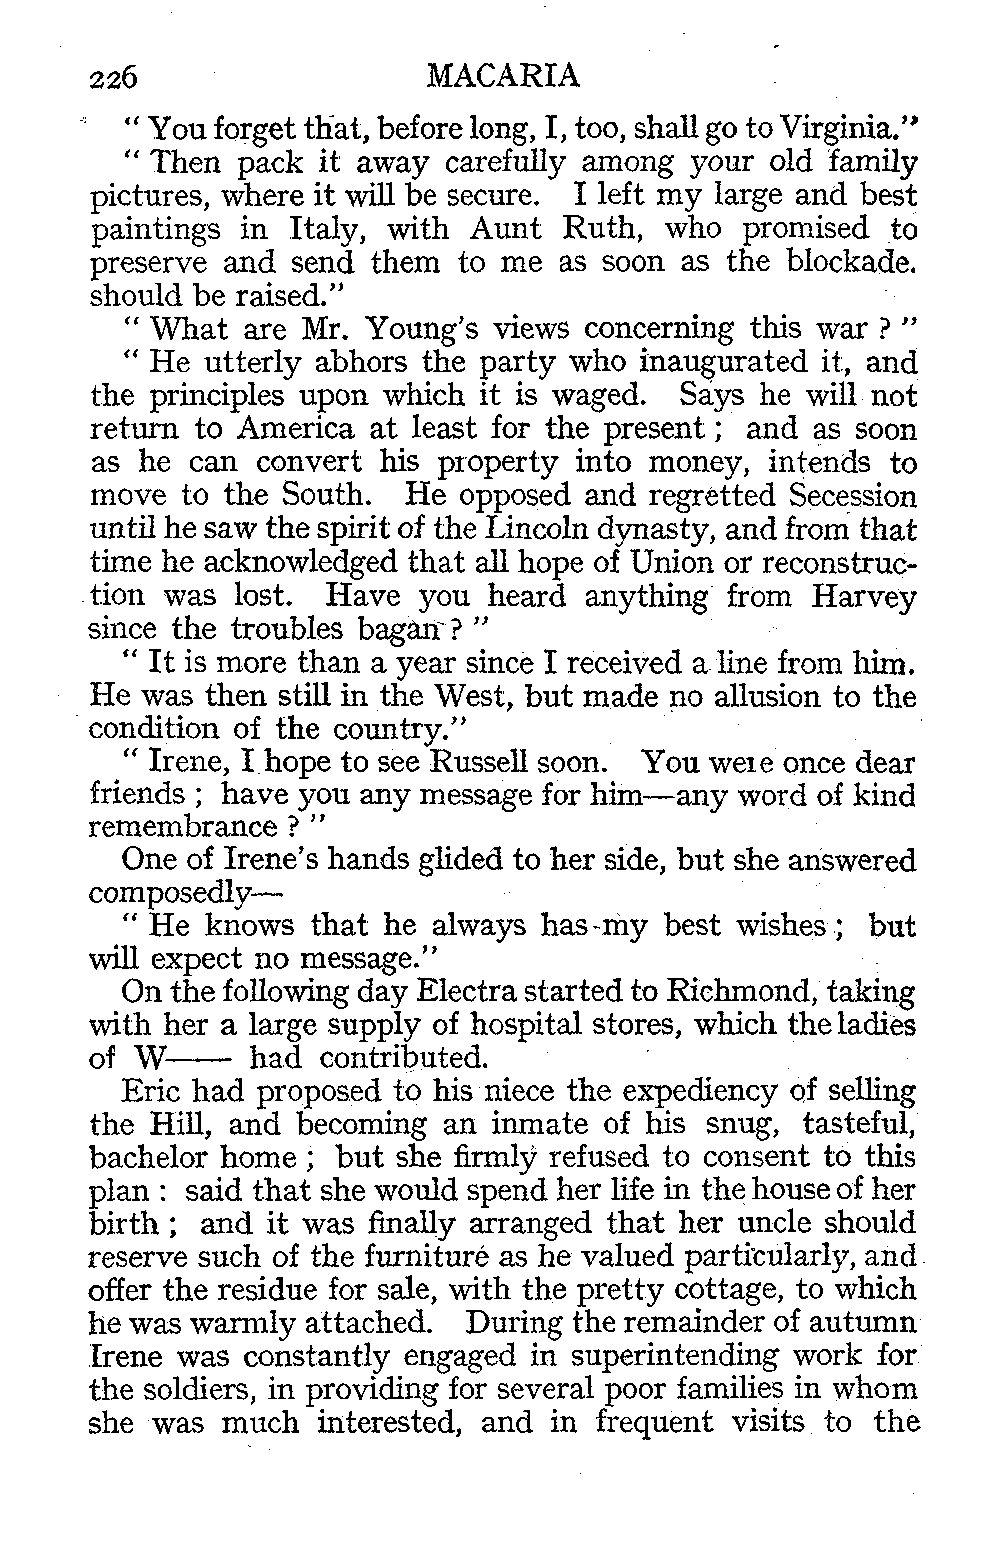 226 MACARIA
“ You forget that, before long, I, too, shall go to Virginia.”
“ Then pack it away carefully among your old family
pictures, where it will be secure. I left my large and best
paintings in Italy, with Aunt Ruth, who promised to
preserve and send them to me as soon as the blockade.
should be raised.”
“ What are Mr. Young’s views concerning this war ? ”
“ He utterly abhors the party who inaugurated it, and
the principles upon which it is waged. Says he will not
return to America at least for the present ; and as soon
as he can convert his property into money, intends to
move to the South. He opposed and regretted Secession
until he saw the spirit of the Lincoln dynasty, and from that
time he acknowledged that all hope of Union or reconstruc-
tion was lost. Have you heard anything from Harvey
since the troubles bagan ? ”
“ It is more than a year since I received a line from him.
He was then still in the West, but made no allusion to the
condition of the country.”
“ Irene, I hope to see Russell soon. You were once dear
friends ; have you any message for him—any word of kind
remembrance ? ”
One of Irene’s hands glided to her side, but she answered
composedly—
“ He knows that he always has my best wishes ; but
will expect no message.”
On the following day Electra started to Richmond, taking
with her a large supply of hospital stores, which the ladies
of W—— had contributed.
Eric had proposed to his niece the expediency of selling
the Hill, and becoming an inmate of his snug, tasteful,
bachelor home ; but she firmly refused to consent to this
plan : said that she would spend her life in the house of her
birth ; and it was finally arranged that her uncle should
reserve such of the furniture as he valued particularly, and
offer the residue for sale, with the pretty cottage, to which
he was warmly attached. During the remainder of autumn
Irene was constantly engaged in superintending work for
the soldiers, in providing for several poor families in whom
she was much interested, and in frequent visits to the